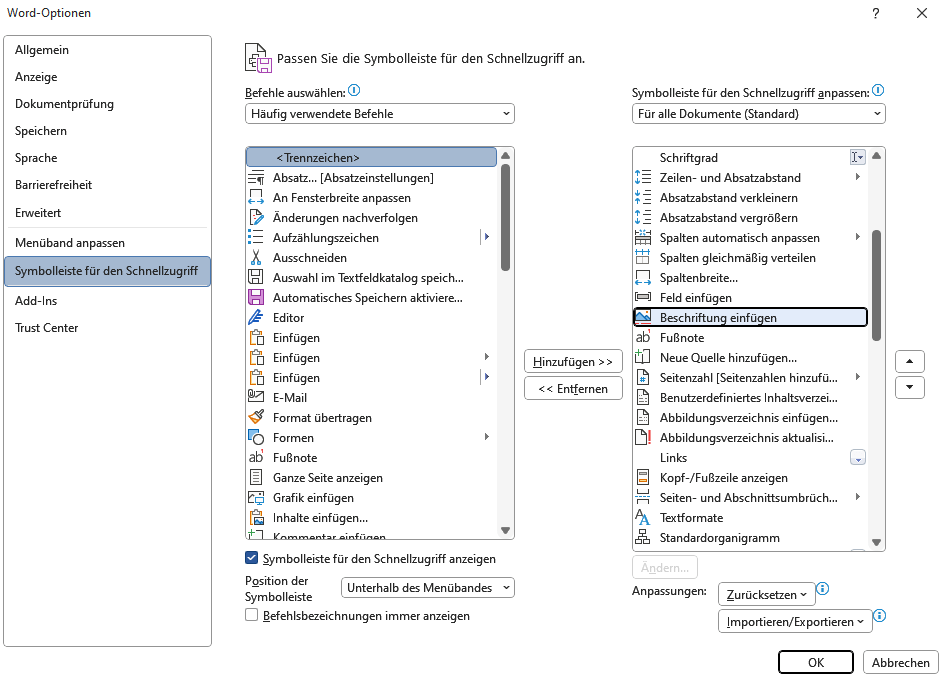 Word-Optionen
?
Allgemein
Anzeige
Dokumentprüfung
Speichern
Sprache
Barrierefreiheit
Erweitert
Menüband anpassen
Symbolleiste für den Schnellzugriff
Add-Ins
Trust Center
Passen Sie die Symbolleiste für den Schnellzugriff an.
Befehle auswählen:
Häufig verwendete Befehle
<Trennzeichen>
Absatz... [Absatzeinstellungen]
An Fensterbreite anpassen
Änderungen nachverfolgen
Aufzählungszeichen
Ausschneiden
Auswahl im Textfeldkatalog speich...
Automatisches Speichern aktiviere...
Editor
Einfügen
Einfügen
Einfügen
E-Mail
Format übertragen
Formen
Fußnote
Ganze Seite anzeigen
Grafik einfügen
Inhalte einfügen...
Kommentar einfügen
Symbolleiste für den Schnellzugriff anzeigen
Position der
Symbolleiste
Unterhalb des Menübandes
Befehlsbezeichnungen immer anzeigen
Hinzufügen >>
<< Entfernen
Symbolleiste für den Schnellzugriff anpassen:
Für alle Dokumente (Standard)
Schriftgrad
Zeilen- und Absatzabstand
Absatzabstand verkleinern
Absatzabstand vergrößern
Spalten automatisch anpassen
Spalten gleichmäßig verteilen
Spaltenbreite...
Feld einfügen
Beschriftung einfügen
Fußnote
Neue Quelle hinzufügen...
Seitenzahl [Seitenzahlen hinzufü...
Benutzerdefiniertes Inhaltsverzei...
Abbildungsverzeichnis einfügen...
Abbildungsverzeichnis aktualisi...
Links
Kopf-/Fußzeile anzeigen
Seiten- und Abschnittsumbrüch...
Textformate
Standardorganigramm
Ändern...
Anpassungen:
Zurücksetzen
Importieren/Exportieren
OK
Abbrechen